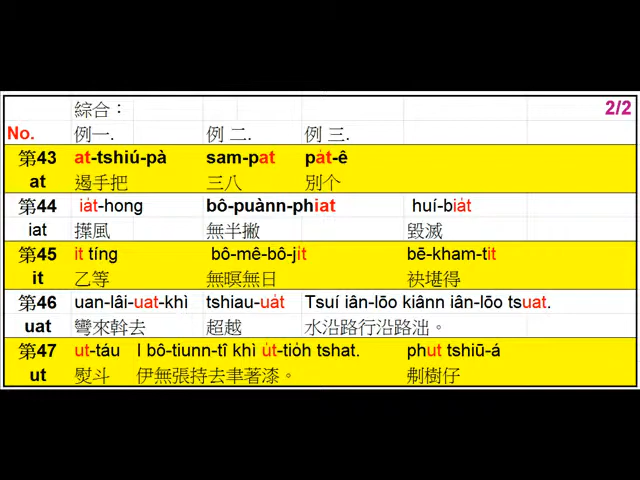 綜合： 2/2
No. 例一. 例 二. 例 三.
第43 at-tshiú-pà sam-pat pa̍t-ê
at 遏手把 三八 別个
第44 ia̍t-hong bô-puànn-phiat huí-bia̍t
iat 擛風 無半撇 毀滅
第45 it tíng bô-mê-bô-ji̍t bē-kham-tit
it 乙等 無暝無日 袂堪得
第46 uan-lâi-uat-khì tshiau-ua̍t Tsuí iân-lōo kiânn iân-lōo tsuat.
uat 彎來斡去 超越 水沿路行沿路泏。
第47 ut-táu I bô-tiunn-tî khì u̍t-tio̍h tshat. phut tshiū-á
ut 熨斗 伊無張持去聿著漆。 刜樹仔